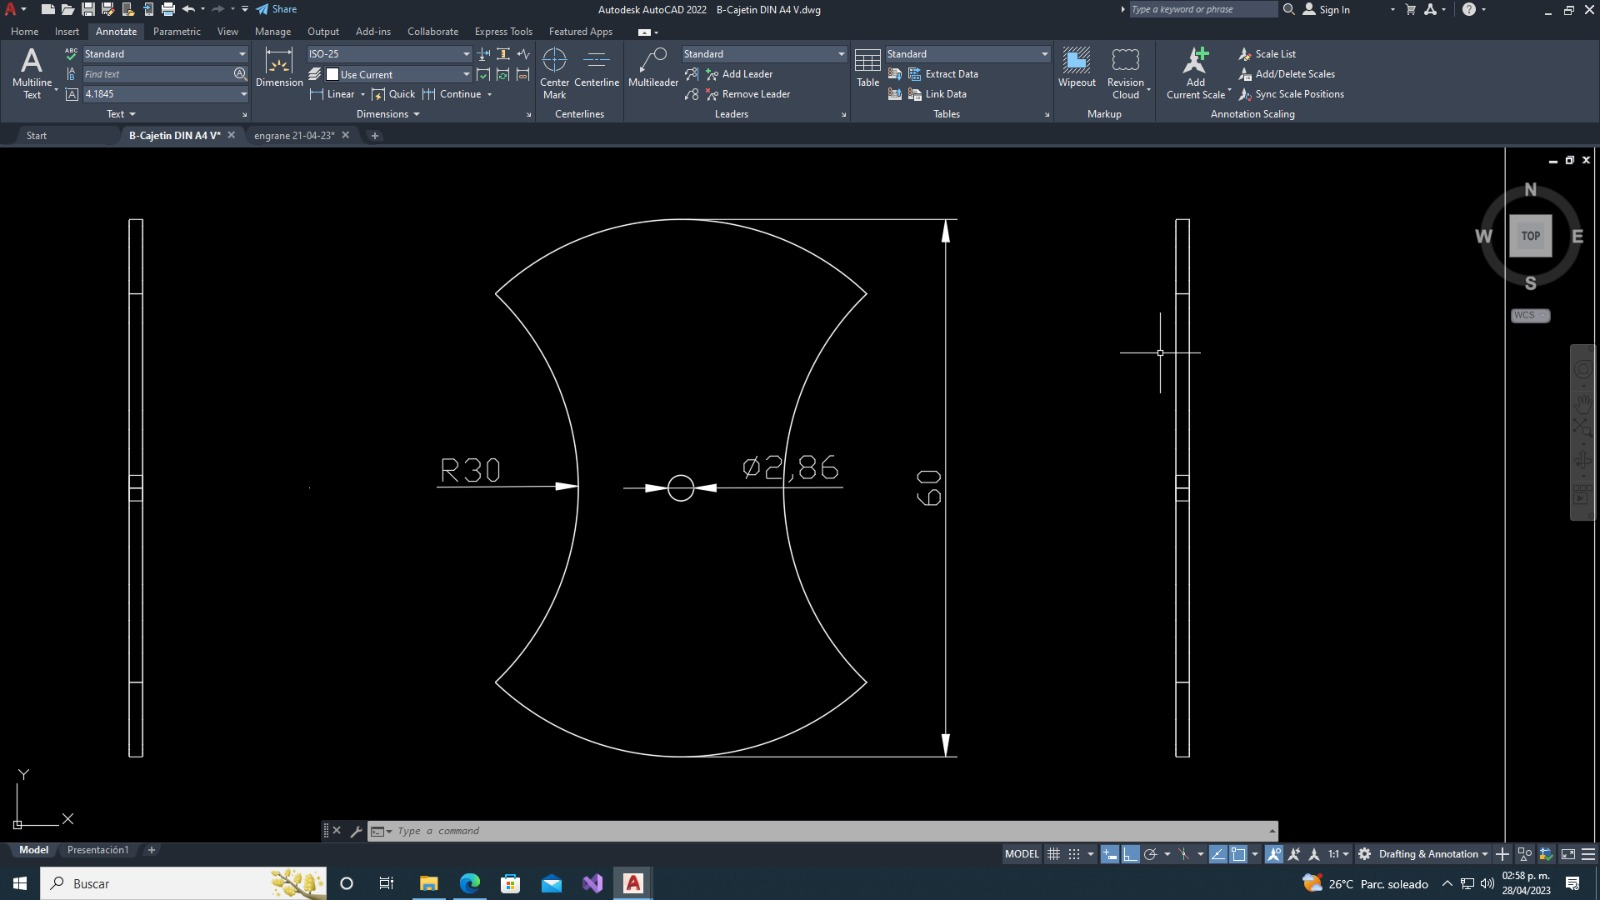 Share
Autodesk AutoCAD 2022 B-Cajetin DIN A4 V.dwg
Type a keyword or phrase
Sign In
Home Insert Annotate Parametric View Manage Output Add-ins Collaborate Express Tools Featured Apps
Multiline Text
Standard
Find text
4.1845
Text
Dimension
ISO-25
Use Current
Linear Quick Continue
Dimensions
Center Mark
Centerline
Centerlines
Multileader
Standard
Add Leader
Remove Leader
Leaders
Table
Standard
Extract Data
Link Data
Tables
Wipeout
Revision Cloud
Markup
Add Current Scale
Scale List
Add/Delete Scales
Sync Scale Positions
Annotation Scaling
Start
B-Cajetin DIN A4 V*
engrane 21-04-23*
N
W TOP E
S
WCS
R30
Ø2,86
60
Y
X
Type a command
Model Presentación1
MODEL
1:1
Drafting & Annotation
Buscar
26°C Parc. soleado
02:58 p. m.
28/04/2023